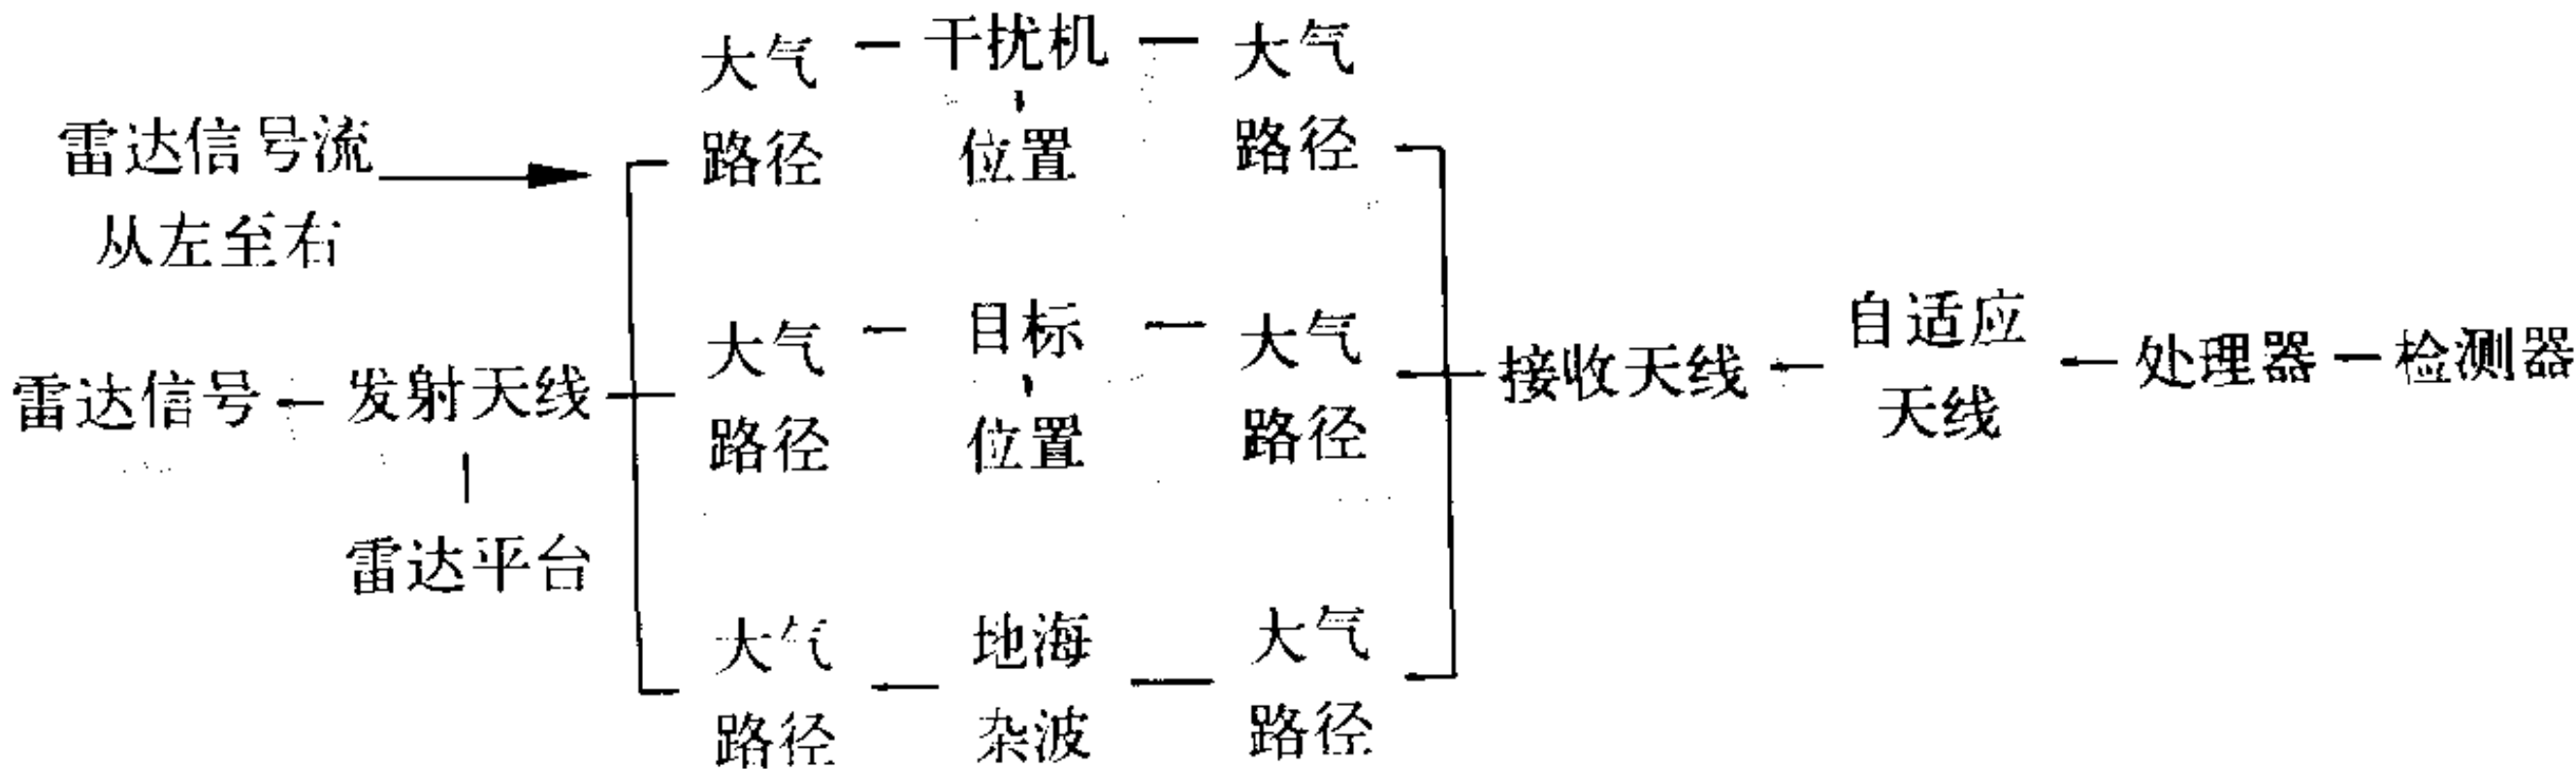 雷达信号流
从左至右
雷达信号
发射天线
雷达平台
大气
路径
干扰机
位置
大气
路径
大气
路径
目标
位置
大气
路径
大气
路径
地海
杂波
大气
路径
接收天线
自适应
天线
处理器
检测器